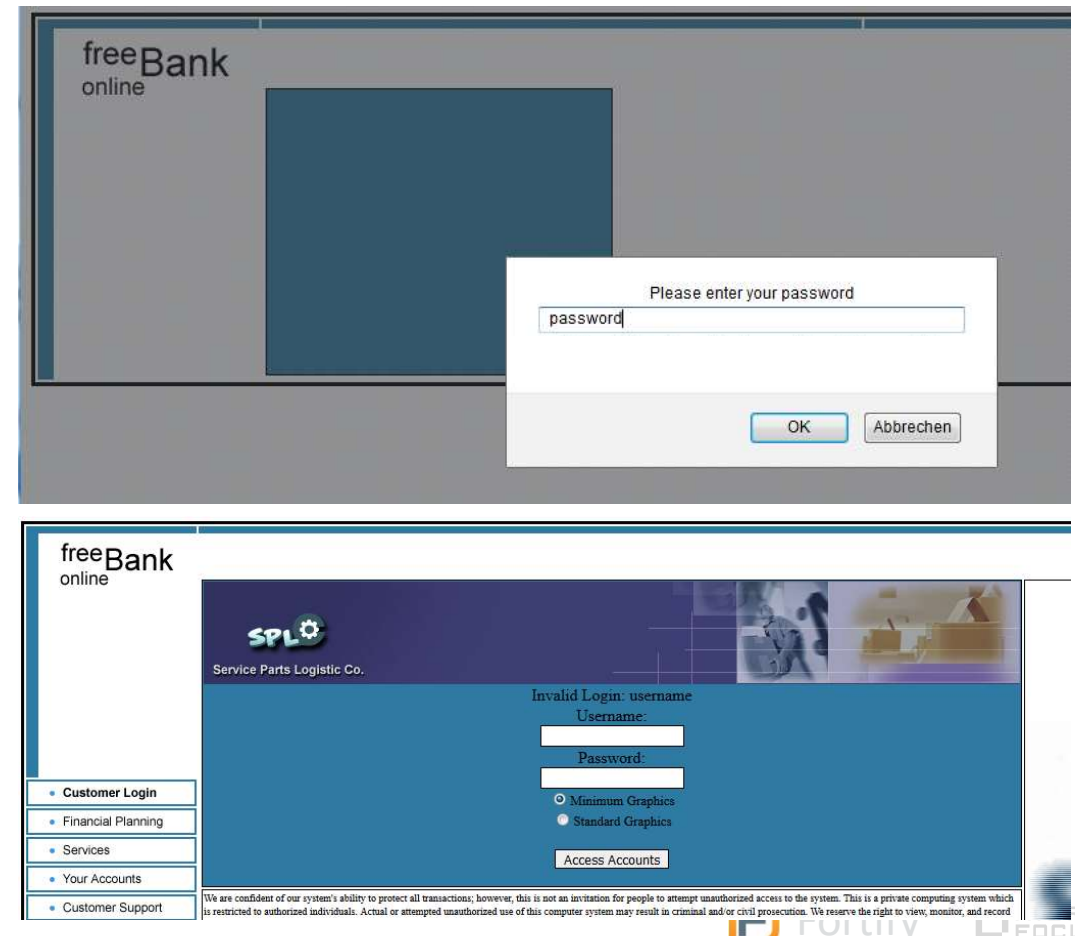 free Bank
online
Please enter your password
password
OK Abbrechen
free Bank
online
SPL
Service Parts Logistic Co.
Invalid Login: username
Username:
Password:
Minimum Graphics
Standard Graphics
Access Accounts
Customer Login
Financial Planning
Services
Your Accounts
Customer Support
We are confident of our system's ability to protect all transactions; however, this is not an invitation for people to attempt unauthorized access to the system. This is a private computing system which
is restricted to authorized individuals. Actual or attempted unauthorized use of this computer system may result in criminal and/or civil prosecution. We reserve the right to view, monitor, and record
Fortify